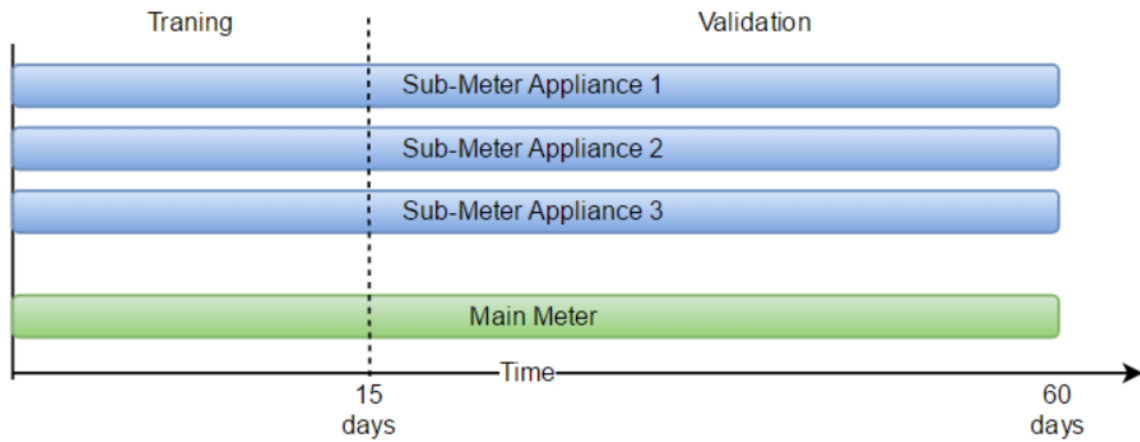 Traning
Validation
Sub-Meter Appliance 1
Sub-Meter Appliance 2
Sub-Meter Appliance 3
Main Meter
Time
15
days
60
days